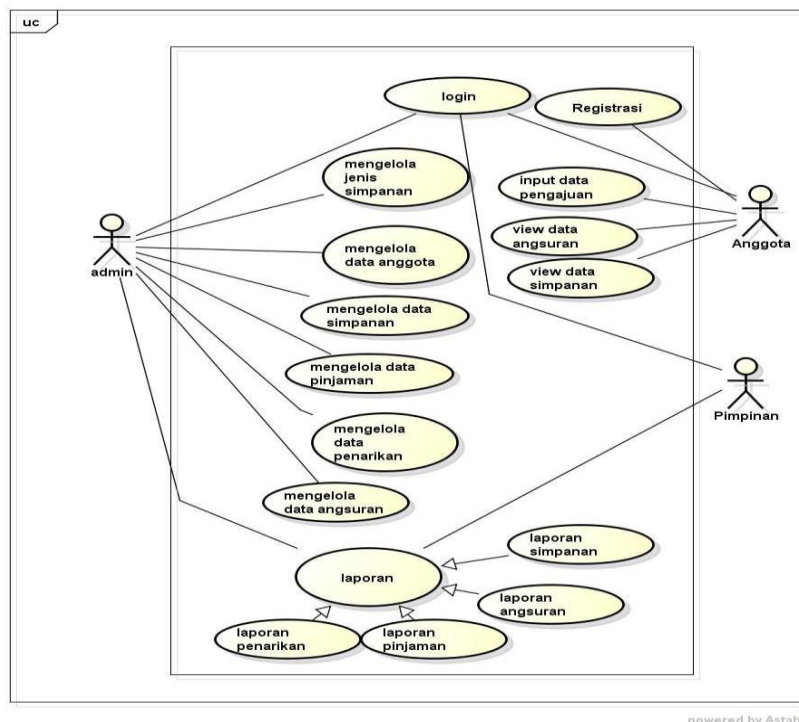 uc
login
Registrasi
mengelola
jenis
simpanan
input data
pengajuan
view data
angsuran
view data
simpanan
admin
Anggota
mengelola
data anggota
mengelola data
simpanan
mengelola data
pinjaman
Pimpinan
mengelola
data
penarikan
mengelola
data angsuran
laporan
simpanan
laporan
laporan
angsuran
laporan
penarikan
laporan
pinjaman
powered by Astah